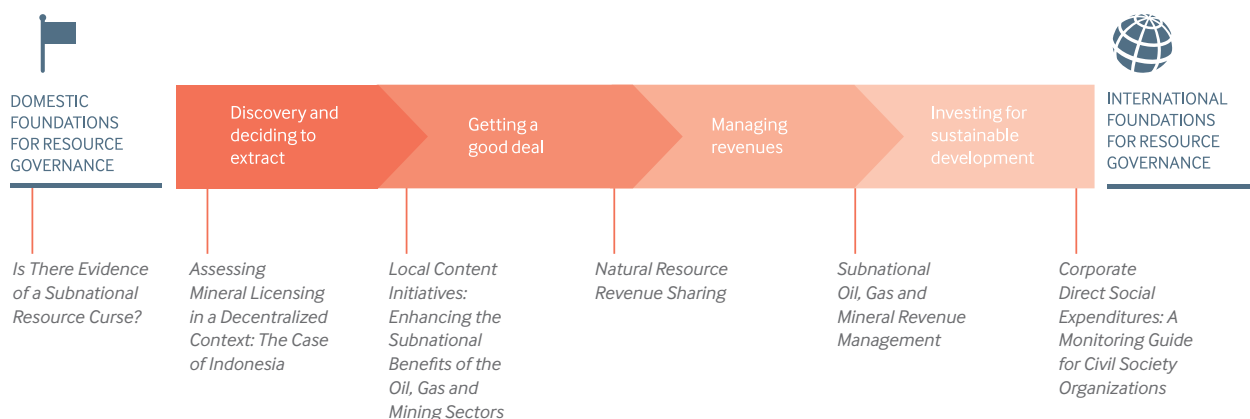 DOMESTIC
FOUNDATIONS
FOR RESOURCE
GOVERNANCE
Discovery and
deciding to
extract
Getting a
good deal
Managing
revenues
Investing for
sustainable
development
INTERNATIONAL
FOUNDATIONS
FOR RESOURCE
GOVERNANCE
Is There Evidence
of a Subnational
Resource Curse?
Assessing
Mineral Licensing
in a Decentralized
Context: The Case
of Indonesia
Local Content
Initiatives:
Enhancing the
Subnational
Benefits of the
Oil, Gas and
Mining Sectors
Natural Resource
Revenue Sharing
Subnational
Oil, Gas and
Mineral Revenue
Management
Corporate
Direct Social
Expenditures: A
Monitoring Guide
for Civil Society
Organizations